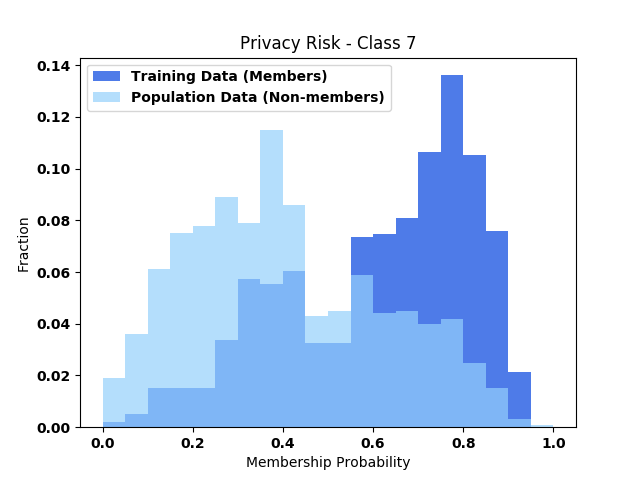 Privacy Risk - Class 7
Training Data (Members)
Population Data (Non-members)
0.14
0.12
0.10
0.08
0.06
0.04
0.02
0.00
Fraction
0.0 0.2 0.4 0.6 0.8 1.0
Membership Probability